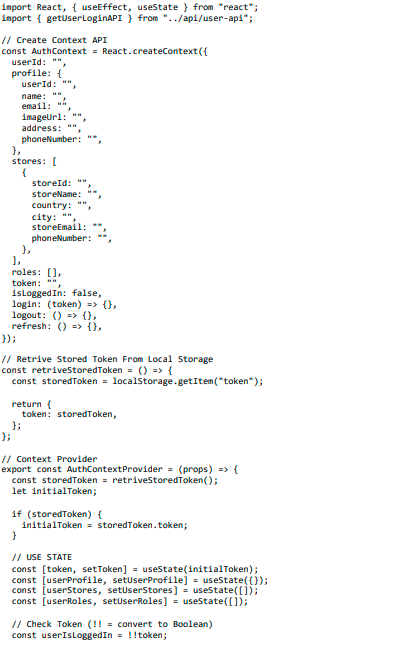 import React, { useEffect, useState } from "react";
import { getUserLoginAPI } from "../api/user-api";

// Create Context API
const AuthContext = React.createContext({
  userId: "",
  profile: {
    userId: "",
    name: "",
    email: "",
    imageUrl: "",
    address: "",
    phoneNumber: "",
  },
  stores: [
    {
      storeId: "",
      storeName: "",
      country: "",
      city: "",
      storeEmail: "",
      phoneNumber: "",
    },
  ],
  roles: [],
  token: "",
  isLoggedIn: false,
  login: (token) => {},
  logout: () => {},
  refresh: () => {},
});

// Retrive Stored Token From Local Storage
const retriveStoredToken = () => {
  const storedToken = localStorage.getItem("token");

  return {
    token: storedToken,
  };
};

// Context Provider
export const AuthContextProvider = (props) => {
  const storedToken = retriveStoredToken();
  let initialToken;

  if (storedToken) {
    initialToken = storedToken.token;
  }

  // USE STATE
  const [token, setToken] = useState(initialToken);
  const [userProfile, setUserProfile] = useState({});
  const [userStores, setUserStores] = useState([]);
  const [userRoles, setUserRoles] = useState([]);

  // Check Token (!! = convert to Boolean)
  const userIsLoggedIn = !!token;